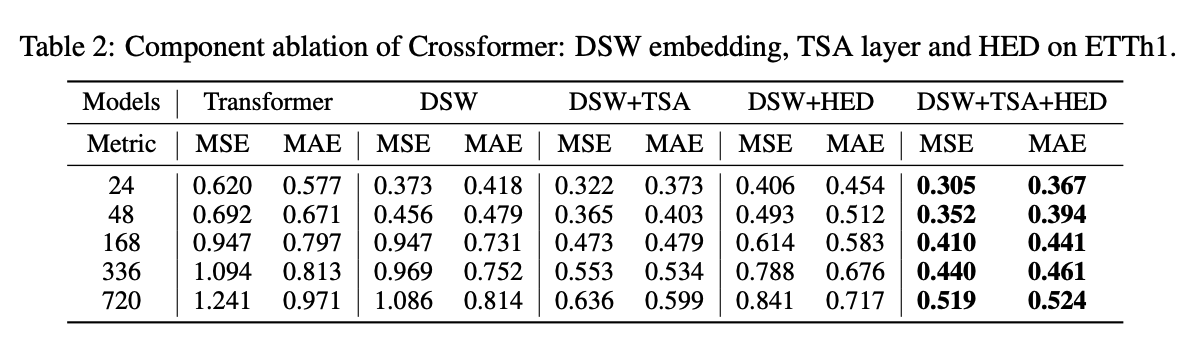 Table 2: Component ablation of Crossformer: DSW embedding, TSA layer and HED on ETTh1.
Models Transformer DSW DSW+TSA DSW+HED DSW+TSA+HED
Metric MSE MAE MSE MAE MSE MAE MSE MAE MSE MAE
24 0.620 0.577 0.373 0.418 0.322 0.373 0.406 0.454 0.305 0.367
48 0.692 0.671 0.456 0.479 0.365 0.403 0.493 0.512 0.352 0.394
168 0.947 0.797 0.947 0.731 0.473 0.479 0.614 0.583 0.410 0.441
336 1.094 0.813 0.969 0.752 0.553 0.534 0.788 0.676 0.440 0.461
720 1.241 0.971 1.086 0.814 0.636 0.599 0.841 0.717 0.519 0.524